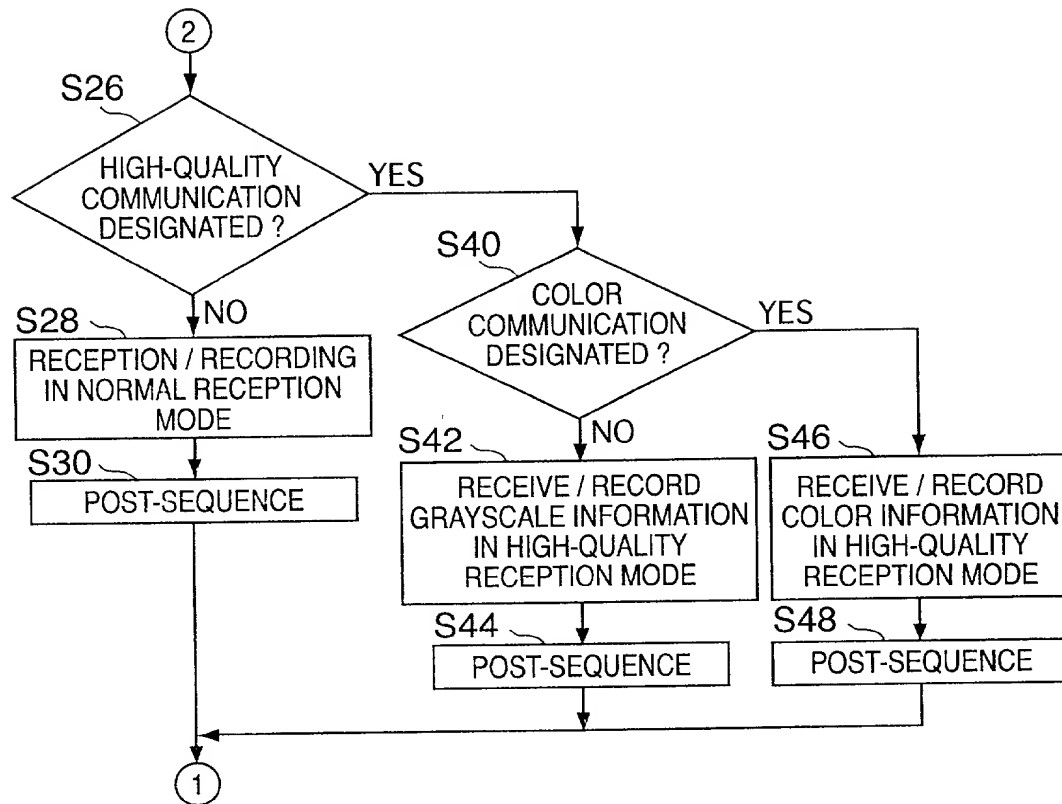 2
S26
HIGH-QUALITY
COMMUNICATION
DESIGNATED ?
YES
NO
S40
COLOR
COMMUNICATION
DESIGNATED ?
YES
NO
S28
RECEPTION / RECORDING
IN NORMAL RECEPTION
MODE
S30
POST-SEQUENCE
S42
RECEIVE / RECORD
GRAYSCALE INFORMATION
IN HIGH-QUALITY
RECEPTION MODE
S44
POST-SEQUENCE
S46
RECEIVE / RECORD
COLOR INFORMATION
IN HIGH-QUALITY
RECEPTION MODE
S48
POST-SEQUENCE
1